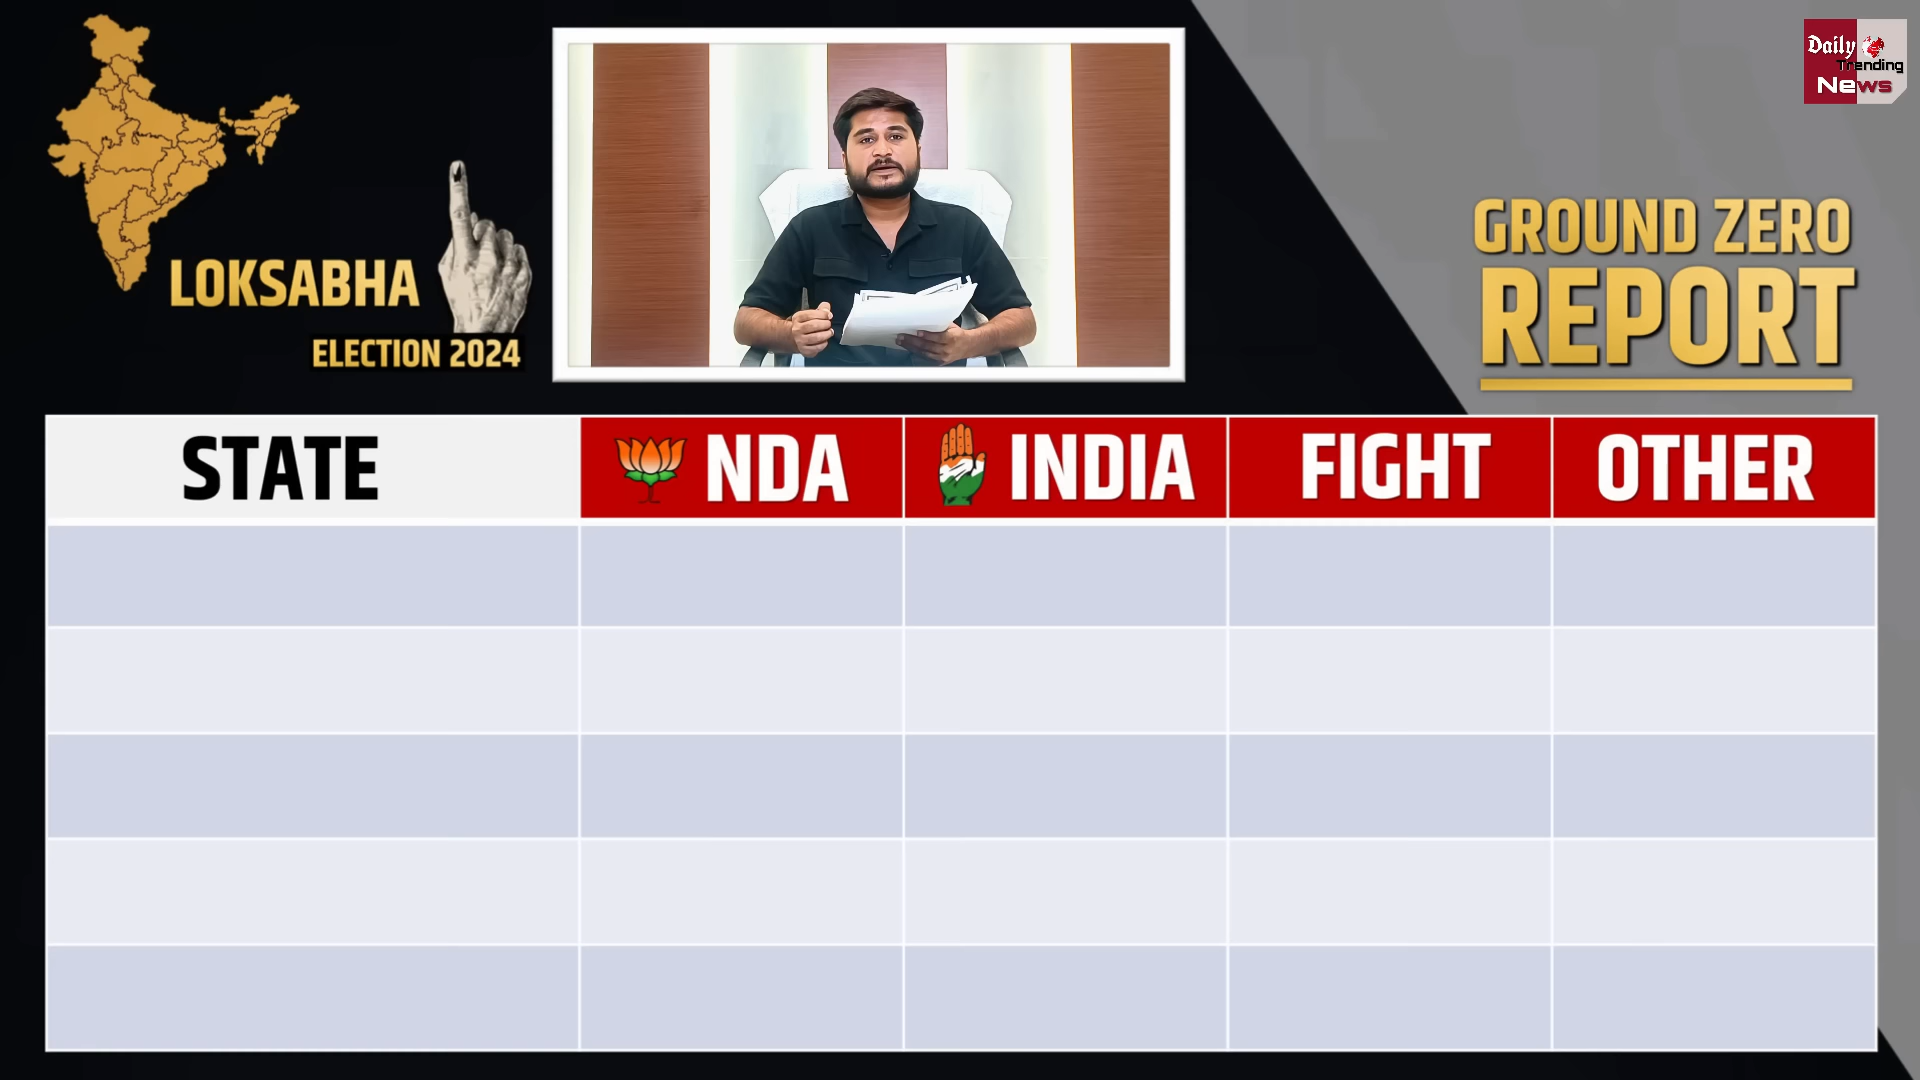 LOKSABHA
ELECTION 2024
Daily
Trending
News
GROUND ZERO
REPORT
STATE NDA INDIA FIGHT OTHER